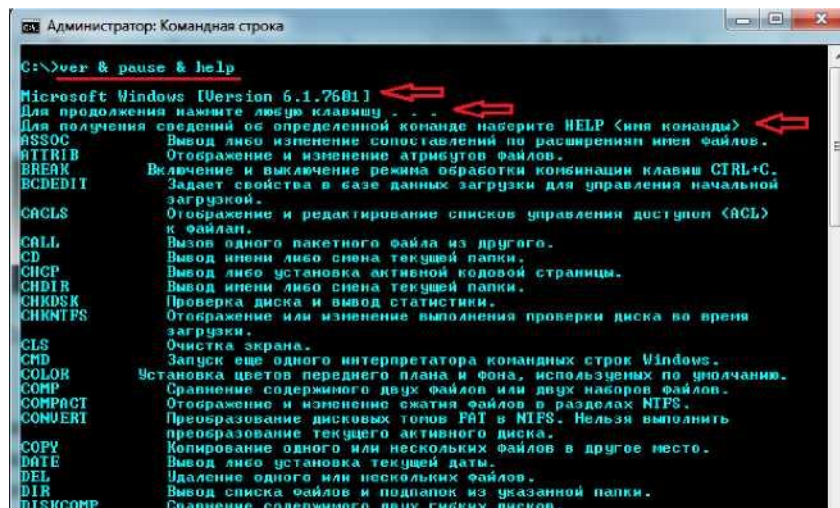 Администратор: Командная строка
C:\>ver & pause & help
Microsoft Windows [Version 6.1.7601]
Для продолжения нажмите любую клавишу . . .
Для получения сведений об определенной команде наберите HELP <имя команды>
ASSOC Вывод либо изменение сопоставлений по расширениям имен файлов.
ATTRIB Отображение и изменение атрибутов файлов.
BREAK Включение и выключение режима обработки комбинации клавиш CTRL+C.
BCDEDIT Задает свойства в базе данных загрузки для управления начальной
загрузкой.
CACLS Отображение и редактирование списков управления доступом (ACL)
к файлам.
CALL Вызов одного пакетного файла из другого.
CD Вывод имени либо смена текущей папки.
CHCP Вывод либо установка активной кодовой страницы.
CHDIR Вывод имени либо смена текущей папки.
CHKDSK Проверка диска и вывод статистики.
CHKNTFS Отображение или изменение выполнения проверки диска во время
загрузки.
CLS Очистка экрана.
CMD Запуск еще одного интерпретатора командных строк Windows.
COLOR Установка цветов переднего плана и фона, используемых по умолчанию.
COMP Сравнение содержимого двух файлов или двух наборов файлов.
COMPACT Отображение и изменение сжатия файлов в разделах NTFS.
CONVERT Преобразование дисковых томов FAT в NTFS. Нельзя выполнить
преобразование текущего активного диска.
COPY Копирование одного или нескольких файлов в другое место.
DATE Вывод либо установка текущей даты.
DEL Удаление одного или нескольких файлов.
DIR Вывод списка файлов и подпапок из указанной папки.
DISKCOMP Сравнение содержимого двух гибких дисков.